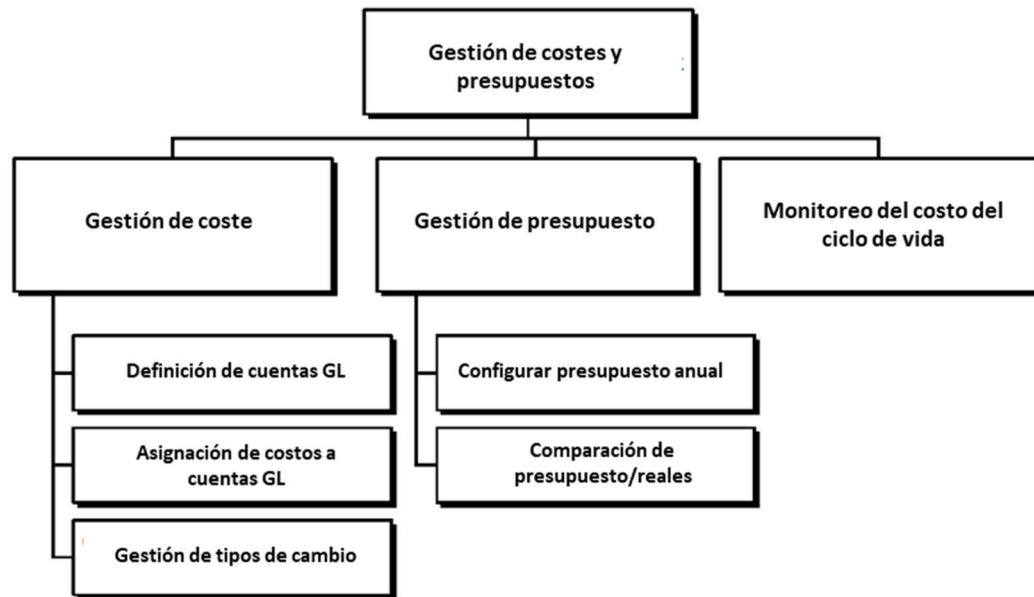 Gestión de costes y
presupuestos
Gestión de coste
Gestión de presupuesto
Monitoreo del costo del
ciclo de vida
Definición de cuentas GL
Asignación de costos a
cuentas GL
Gestión de tipos de cambio
Configurar presupuesto anual
Comparación de
presupuesto/reales